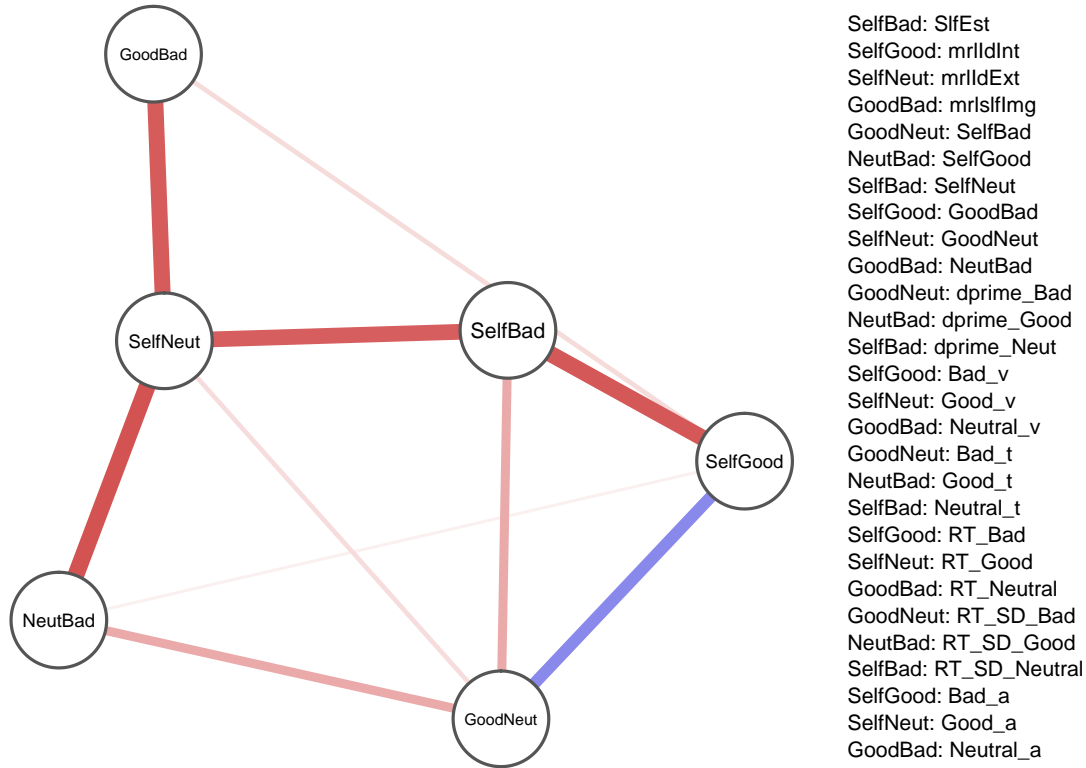 GoodBad
SelfNeut
SelfBad
SelfGood
NeutBad
GoodNeut
SelfBad: SlfEst
SelfGood: mrlIdInt
SelfNeut: mrlIdExt
GoodBad: mrlslfImg
GoodNeut: SelfBad
NeutBad: SelfGood
SelfBad: SelfNeut
SelfGood: GoodBad
SelfNeut: GoodNeut
GoodBad: NeutBad
GoodNeut: dprime_Bad
NeutBad: dprime_Good
SelfBad: dprime_Neut
SelfGood: Bad_v
SelfNeut: Good_v
GoodBad: Neutral_v
GoodNeut: Bad_t
NeutBad: Good_t
SelfBad: Neutral_t
SelfGood: RT_Bad
SelfNeut: RT_Good
GoodBad: RT_Neutral
GoodNeut: RT_SD_Bad
NeutBad: RT_SD_Good
SelfBad: RT_SD_Neutral
SelfGood: Bad_a
SelfNeut: Good_a
GoodBad: Neutral_a